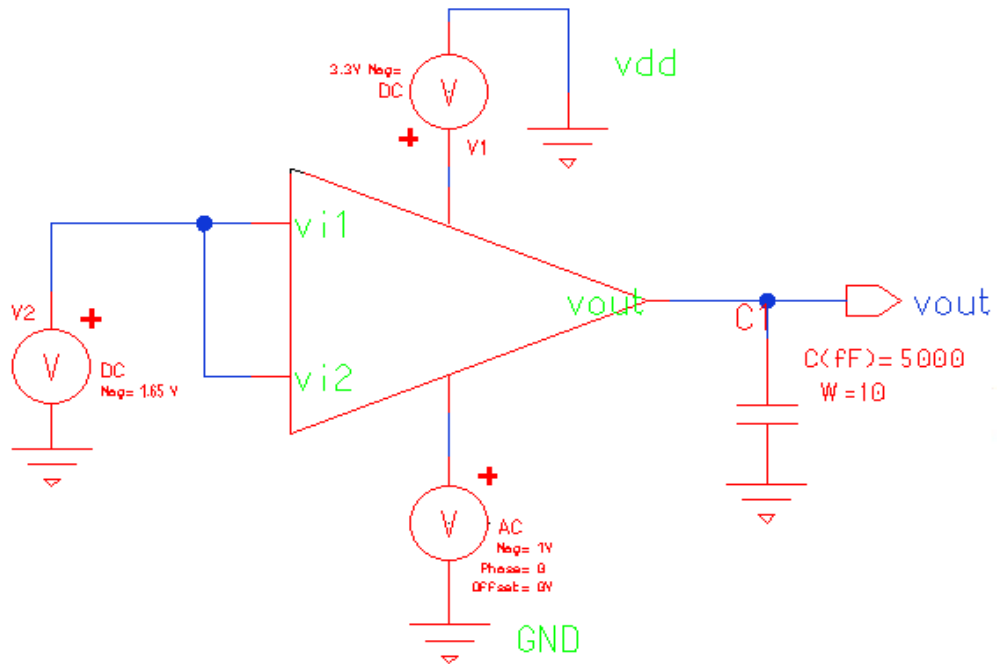 3.3V Mag=
DC
V
V1
vdd
vi1
V2
V
DC
Mag= 1.65 V
vi2
vout
C1
vout
C(fF)= 5000
W =10
V
AC
Mag= 1V
Phase= 0
Offset= 0V
GND